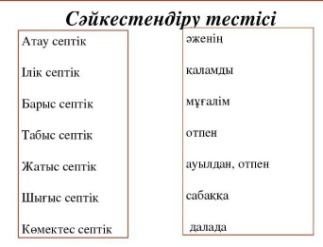 Сәйкестендіру тестісі
Атау септік
Ілік септік
Барыс септік
Табыс септік
Жатыс септік
Шығыс септік
Көмектес септік
әженің
қаламды
мұғалім
отпен
ауылдан, отпен
сабаққа
далада